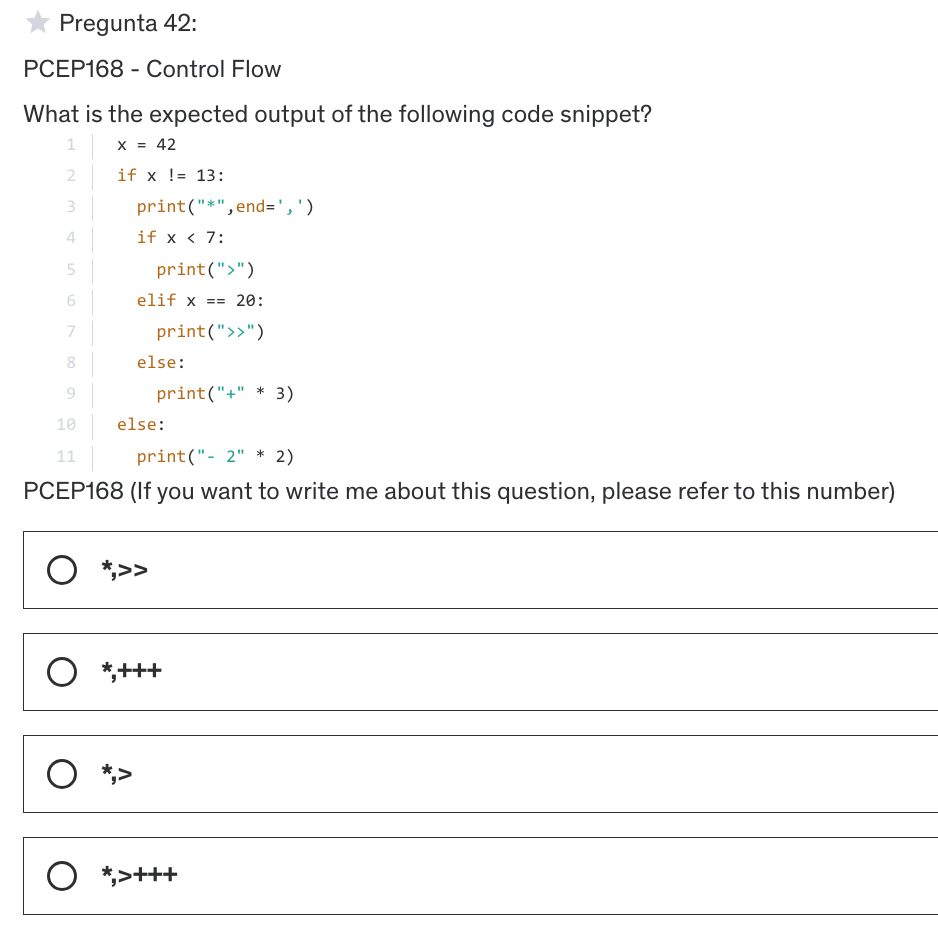 Pregunta 42:
PCEP168 - Control Flow
What is the expected output of the following code snippet?
1 x = 42
2 if x != 13:
3   print("*",end=',')
4   if x < 7:
5     print(">")
6   elif x == 20:
7     print(">>")
8   else:
9     print("+" * 3)
10 else:
11   print("- 2" * 2)
PCEP168 (If you want to write me about this question, please refer to this number)
*,>>
*,+++
*,>
*,>+++